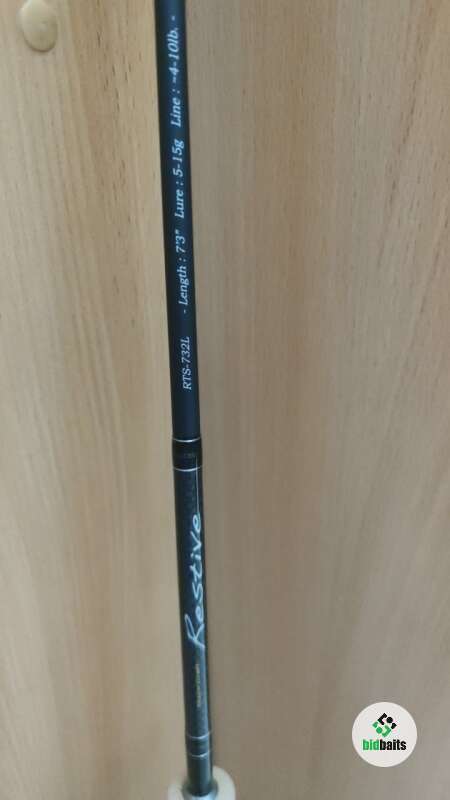 RTS-732L - Length : 7'3" Lure : 5-15g Line : ~4-10lb. -
Restive
bidbaits